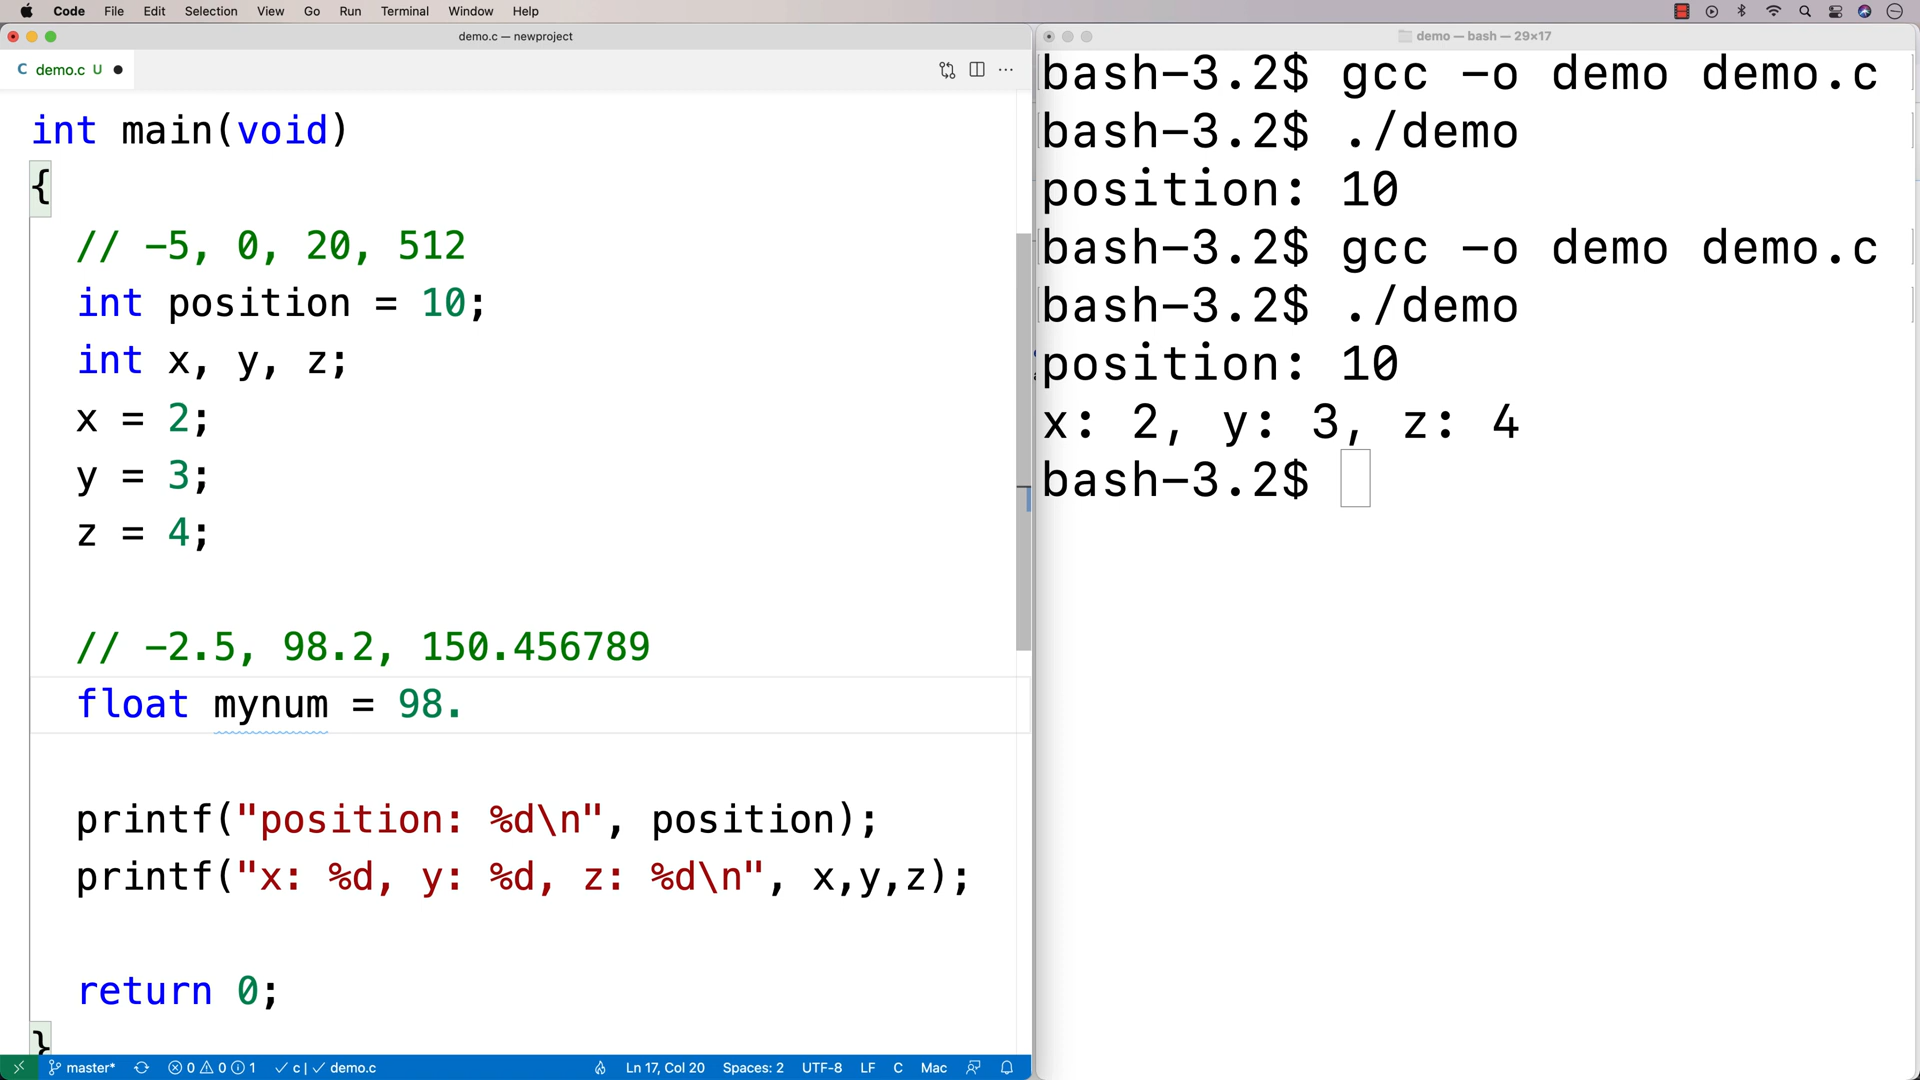 Code File Edit Selection View Go Run Terminal Window Help
demo.c — newproject
C demo.c U
int main(void)
{
// -5, 0, 20, 512
int position = 10;
int x, y, z;
x = 2;
y = 3;
z = 4;
// -2.5, 98.2, 150.456789
float mynum = 98.
printf("position: %d\n", position);
printf("x: %d, y: %d, z: %d\n", x,y,z);
return 0;
}
master* 0 0 1 c | demo.c Ln 17, Col 20 Spaces: 2 UTF-8 LF C Mac
demo — bash — 29×17
bash-3.2$ gcc -o demo demo.c
bash-3.2$ ./demo
position: 10
bash-3.2$ gcc -o demo demo.c
bash-3.2$ ./demo
position: 10
x: 2, y: 3, z: 4
bash-3.2$